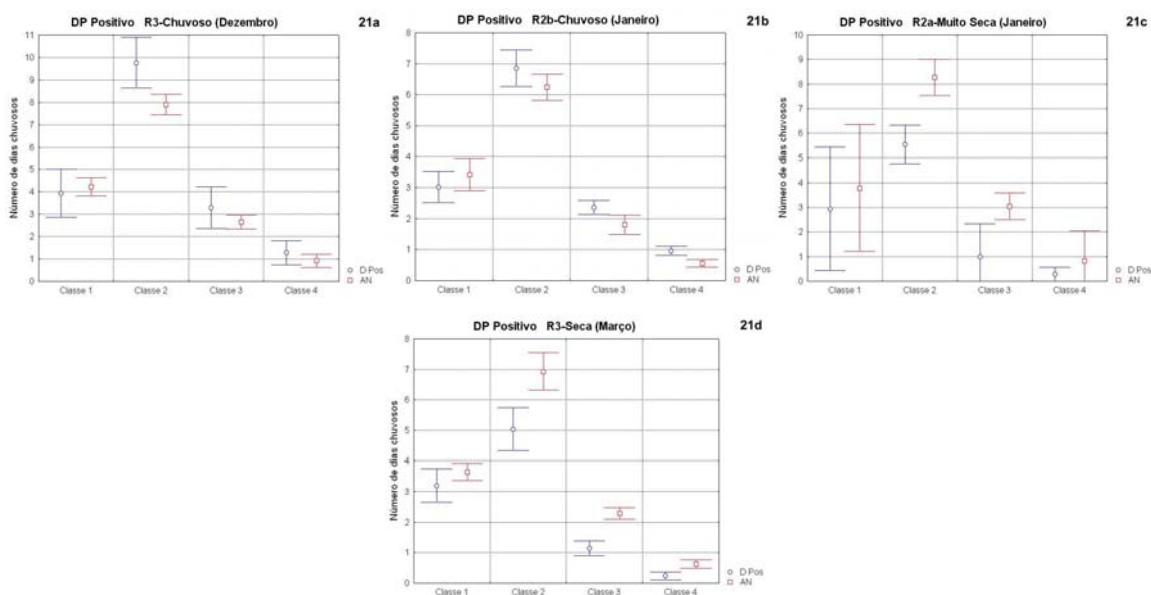 DP Positivo R3-Chuvoso (Dezembro)
21a
Número de dias chuvosos
11
10
9
8
7
6
5
4
3
2
1
0
Classe 1 Classe 2 Classe 3 Classe 4
D Pos
AN
DP Positivo R2b-Chuvoso (Janeiro)
21b
Número de dias chuvosos
8
7
6
5
4
3
2
1
0
Classe 1 Classe 2 Classe 3 Classe 4
D Pos
AN
DP Positivo R2a-Muito Seca (Janeiro)
21c
Número de dias chuvosos
10
9
8
7
6
5
4
3
2
1
0
Classe 1 Classe 2 Classe 3 Classe 4
D Pos
AN
DP Positivo R3-Seca (Março)
21d
Número de dias chuvosos
8
7
6
5
4
3
2
1
0
Classe 1 Classe 2 Classe 3 Classe 4
D Pos
AN